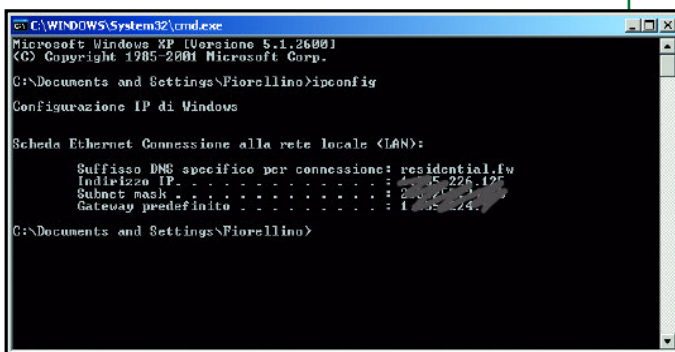 C:\WINDOWS\System32\cmd.exe
Microsoft Windows XP [Versione 5.1.2600]
(C) Copyright 1985-2001 Microsoft Corp.
C:\Documents and Settings\Fiorellino>ipconfig
Configurazione IP di Windows
Scheda Ethernet Connessione alla rete locale (LAN):
Suffisso DNS specifico per connessione: residential.fw
Indirizzo IP. . . . . . . . . . . . . :
Subnet mask . . . . . . . . . . . . . :
Gateway predefinito . . . . . . . . . :
C:\Documents and Settings\Fiorellino>